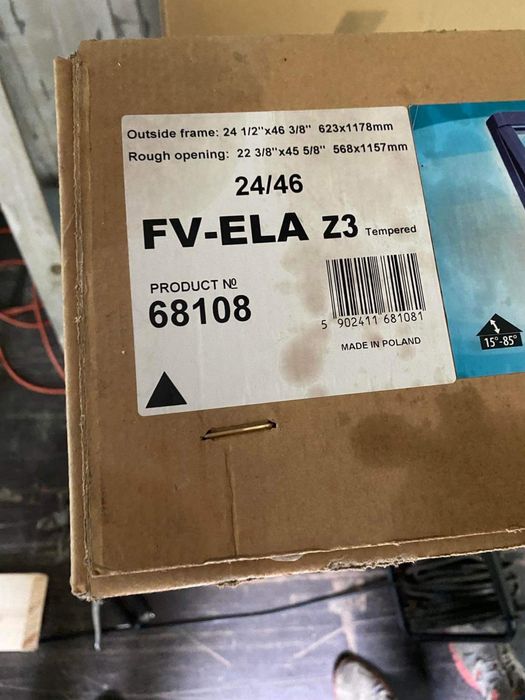 Outside frame: 24 1/2"x46 3/8" 623x1178mm
Rough opening: 22 3/8"x45 5/8" 568x1157mm
24/46
FV-ELA Z3 Tempered
PRODUCT №
68108
5 902411 681081
MADE IN POLAND
15°-85°